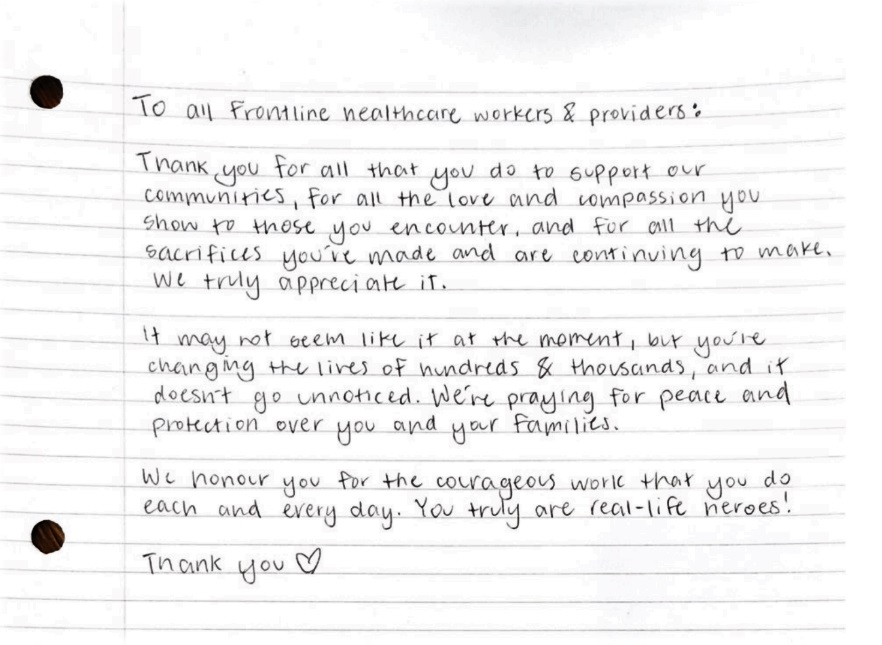 To all Frontline healthcare workers & providers:
Thank you for all that you do to support our
communities, for all the love and compassion you
show to those you encounter, and for all the
sacrifices you've made and are continuing to make.
We truly appreciate it.
It may not seem like it at the moment, but you're
changing the lives of hundreds & thousands, and it
doesn't go unnoticed. We're praying for peace and
protection over you and your families.
We honour you for the courageous work that you do
each and every day. You truly are real-life heroes!
Thank you ♡